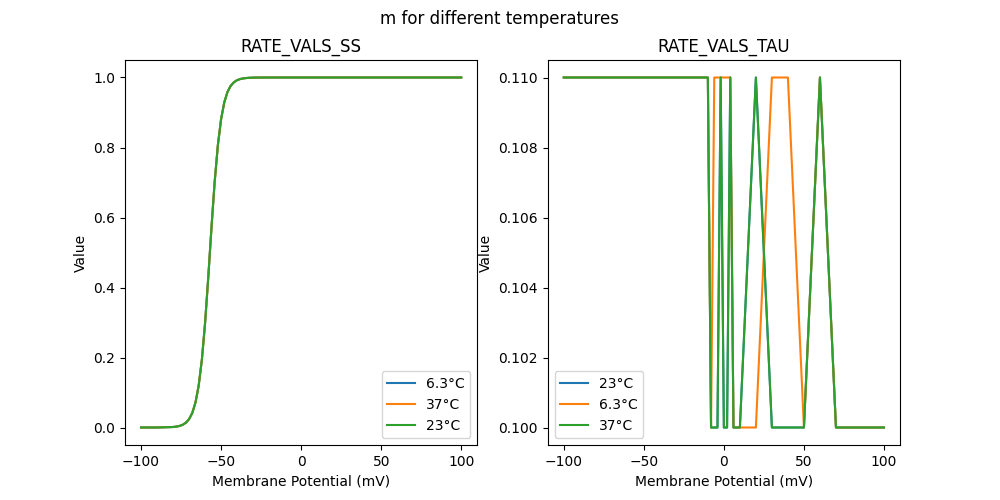 m for different temperatures
RATE_VALS_SS
1.0
0.8
0.6
0.4
0.2
0.0
Value
−100
−50
0
50
100
Membrane Potential (mV)
6.3°C
37°C
23°C
RATE_VALS_TAU
0.110
0.108
0.106
0.104
0.102
0.100
Value
−100
−50
0
50
100
Membrane Potential (mV)
23°C
6.3°C
37°C